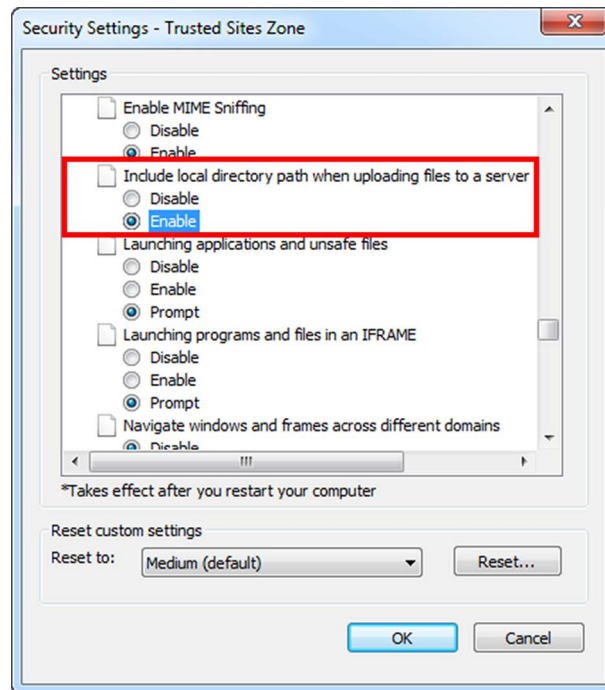 Security Settings - Trusted Sites Zone
Settings
Enable MIME Sniffing
Disable
Enable
Include local directory path when uploading files to a server
Disable
Enable
Launching applications and unsafe files
Disable
Enable
Prompt
Launching programs and files in an IFRAME
Disable
Enable
Prompt
Navigate windows and frames across different domains
Disable
*Takes effect after you restart your computer
Reset custom settings
Reset to: Medium (default) Reset...
OK Cancel